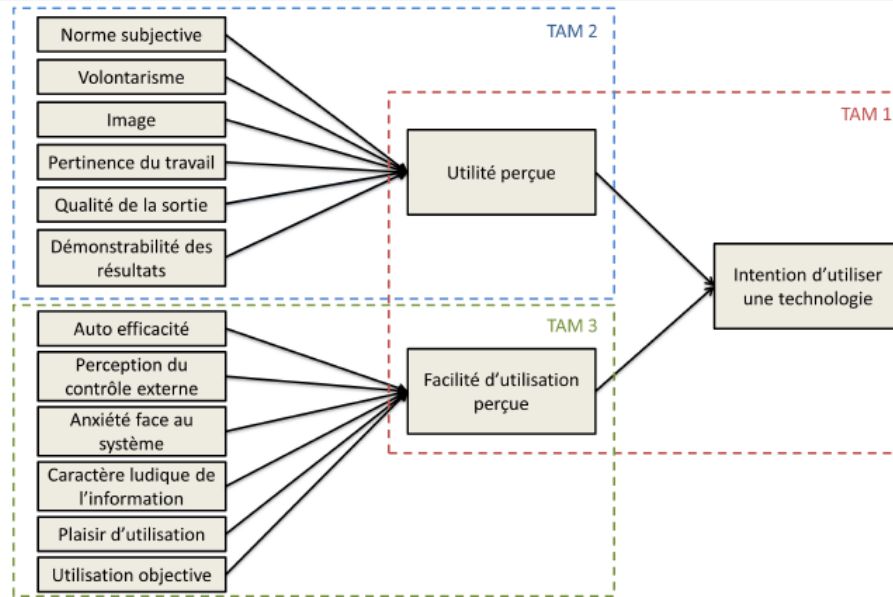 Norme subjective
TAM 2
Volontarisme
Image
TAM 1
Pertinence du travail
Utilité perçue
Qualité de la sortie
Démonstrabilité des
résultats
Intention d'utiliser
une technologie
Auto efficacité
TAM 3
Perception du
contrôle externe
Facilité d'utilisation
perçue
Anxiété face au
système
Caractère ludique de
l'information
Plaisir d'utilisation
Utilisation objective